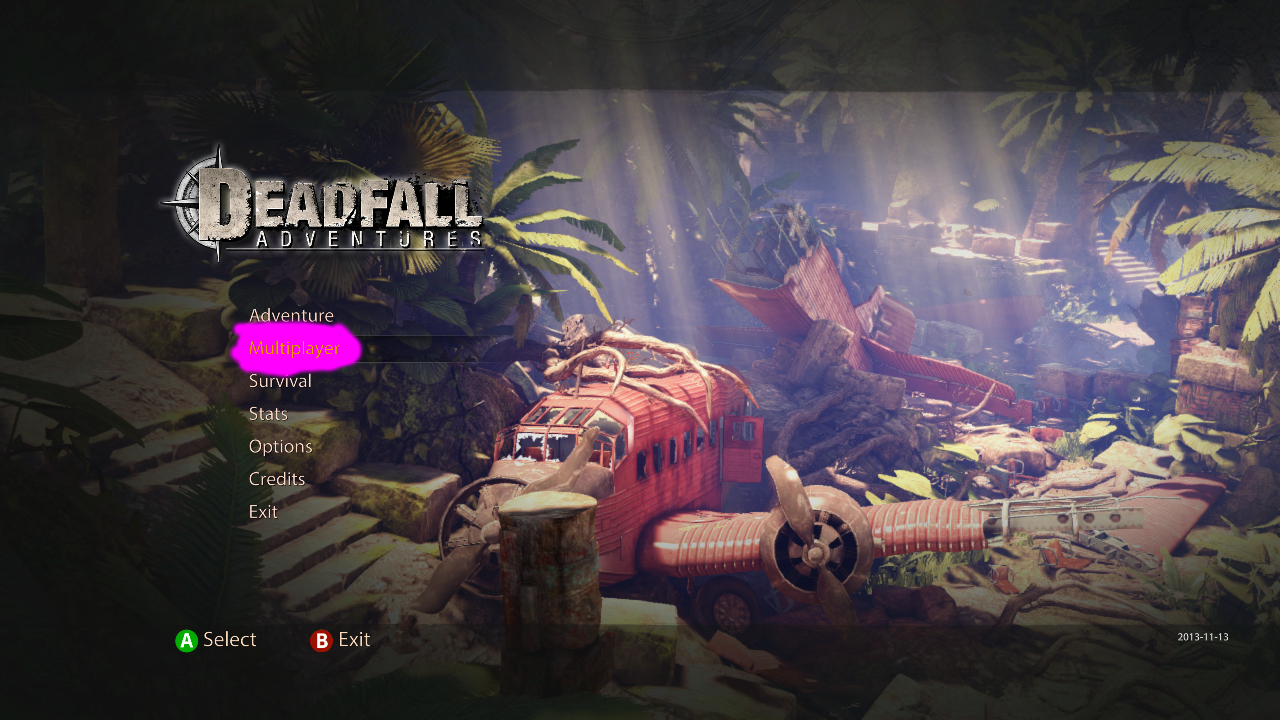 DEADFALL
ADVENTURES
Adventure
Multiplayer
Survival
Stats
Options
Credits
Exit
A Select B Exit
2013-11-13